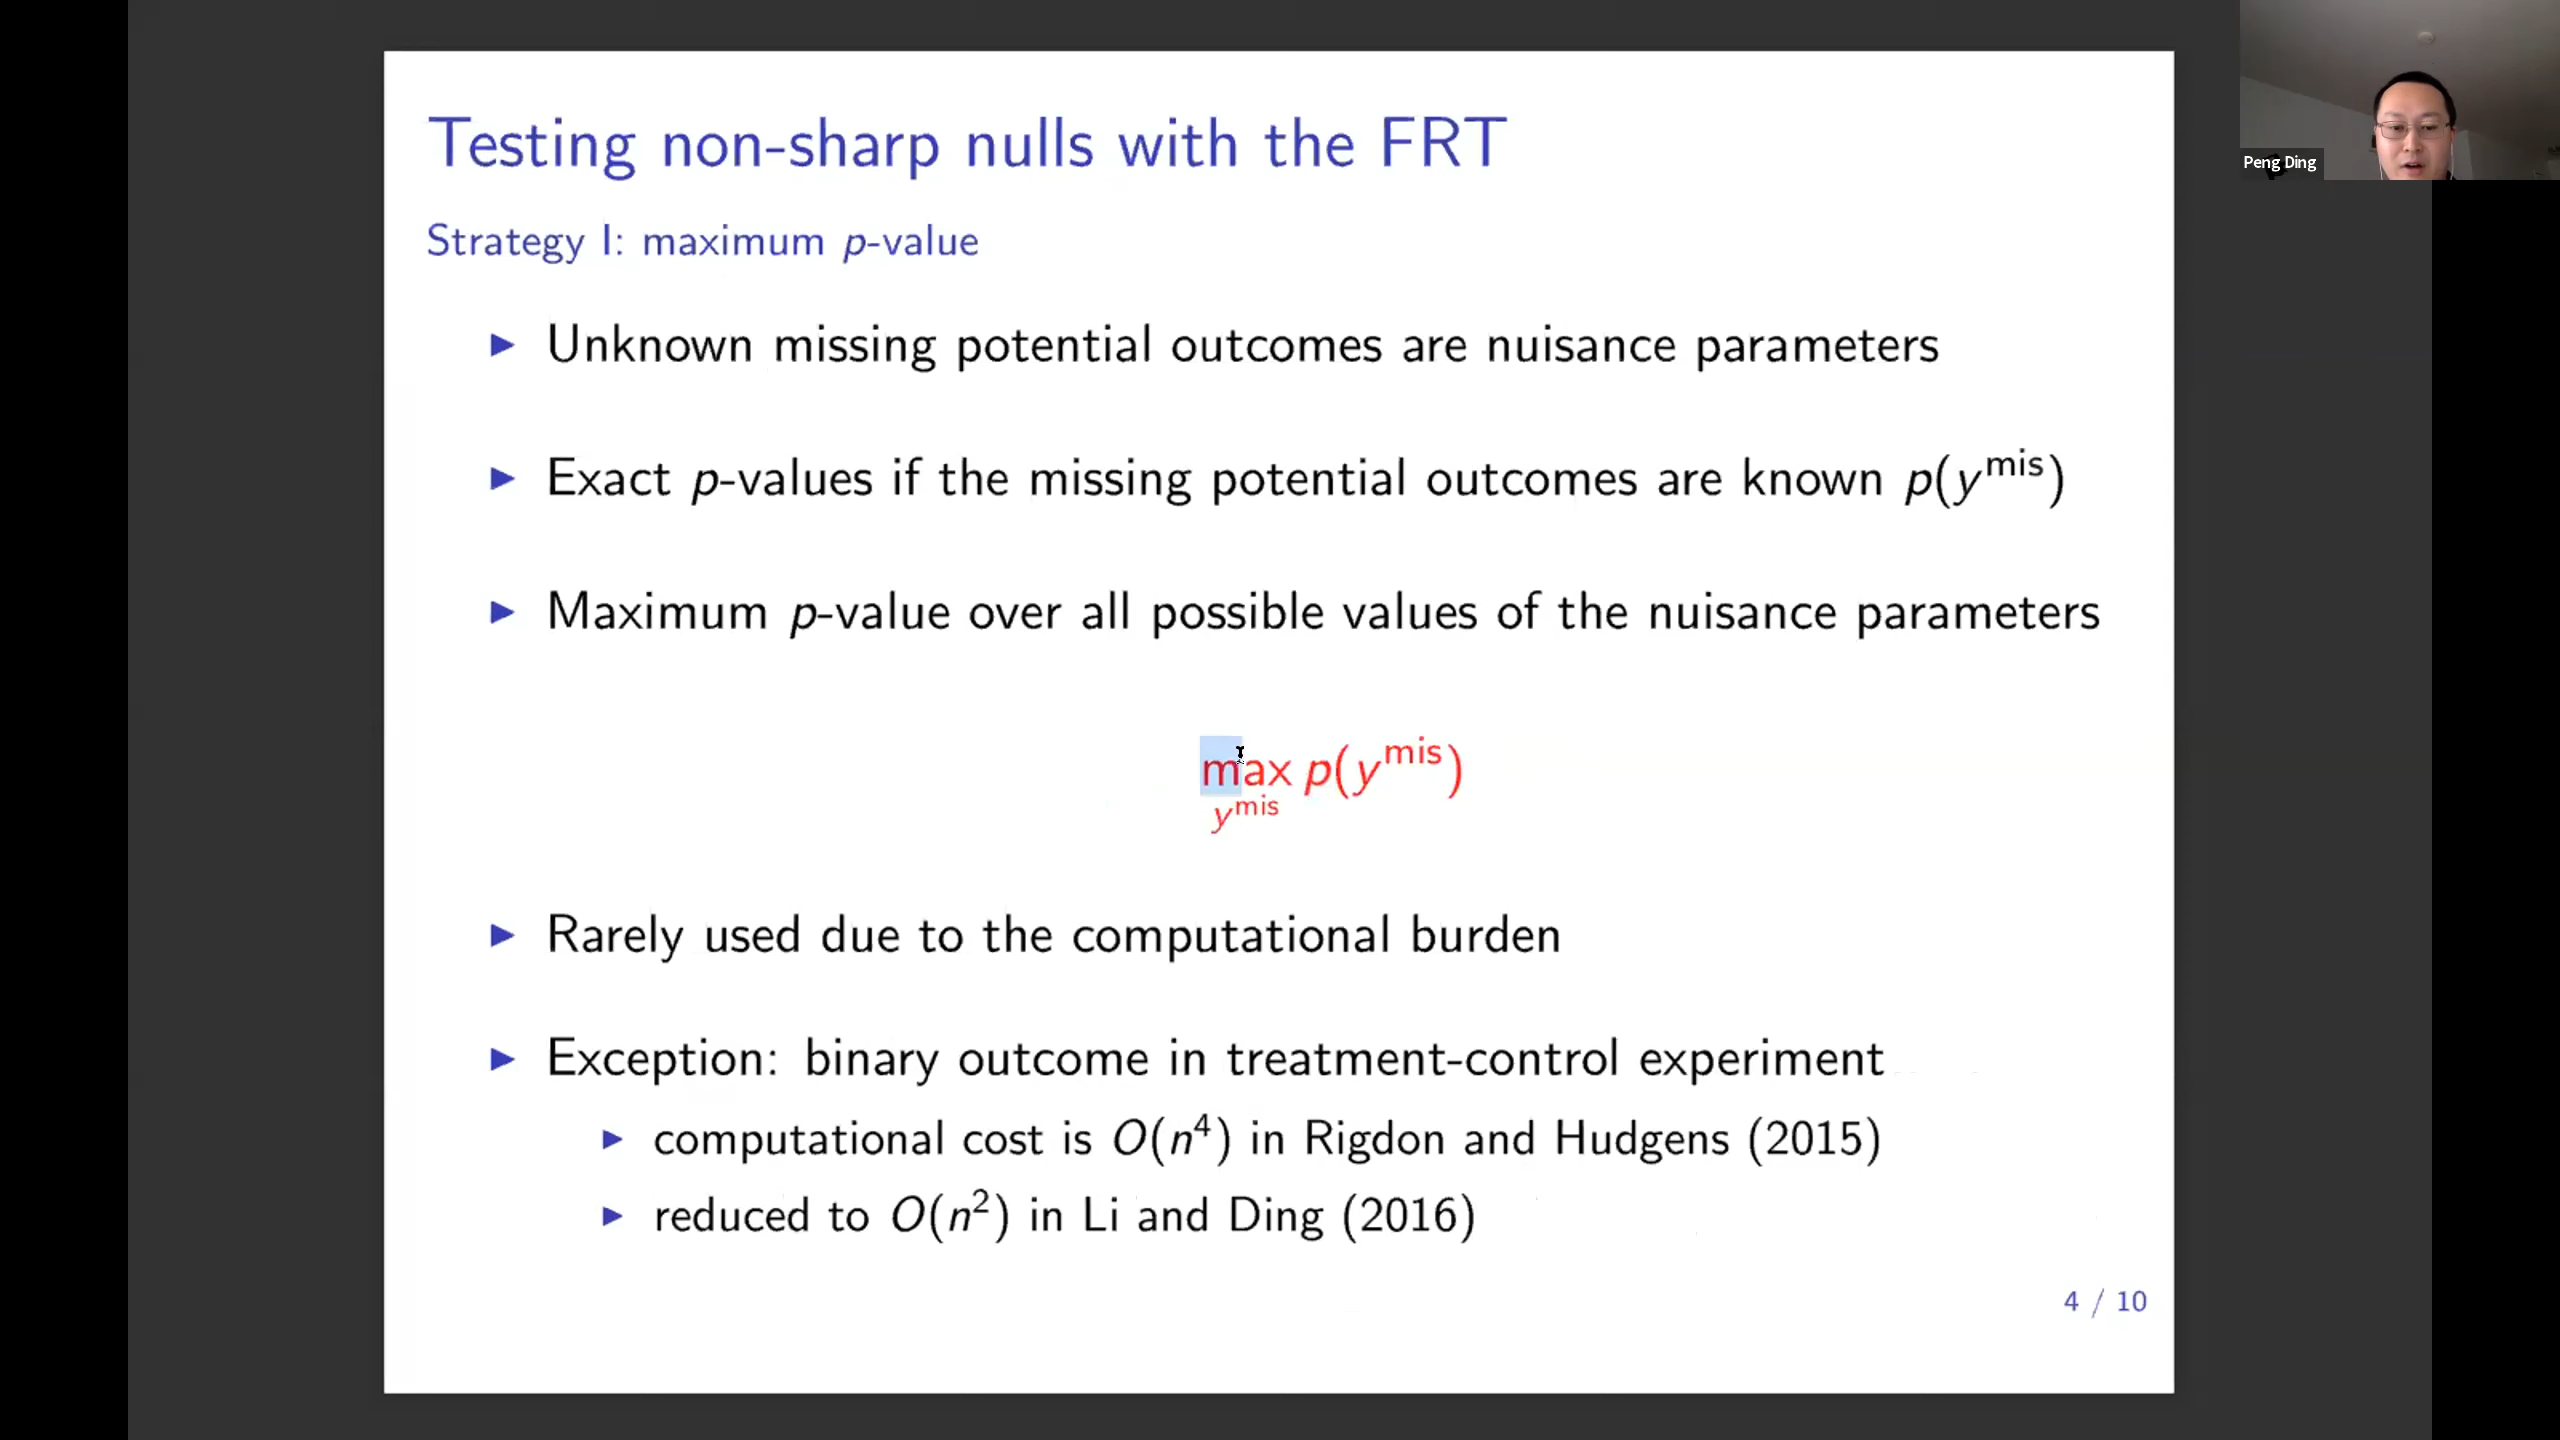 Testing non-sharp nulls with the FRT
Strategy I: maximum p-value
▶ Unknown missing potential outcomes are nuisance parameters
▶ Exact p-values if the missing potential outcomes are known p(y^mis)
▶ Maximum p-value over all possible values of the nuisance parameters
max p(y^mis)
y^mis
▶ Rarely used due to the computational burden
▶ Exception: binary outcome in treatment-control experiment
▶ computational cost is O(n⁴) in Rigdon and Hudgens (2015)
▶ reduced to O(n²) in Li and Ding (2016)
4 / 10
Peng Ding